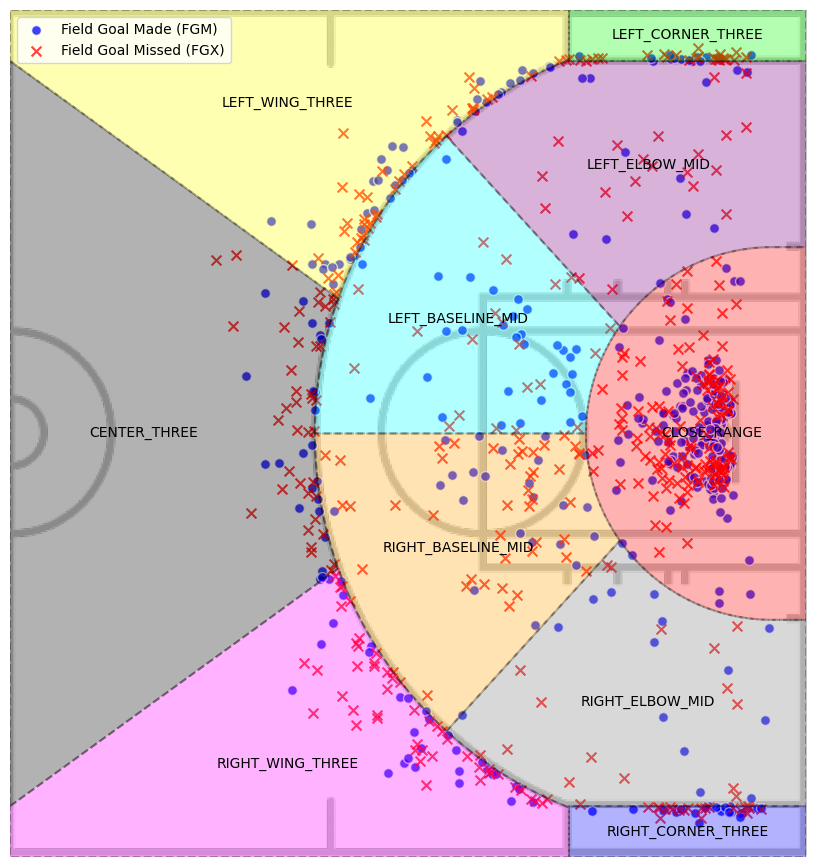 Field Goal Made (FGM)
Field Goal Missed (FGX)
LEFT_CORNER_THREE
LEFT_WING_THREE
LEFT_ELBOW_MID
LEFT_BASELINE_MID
CENTER_THREE
CLOSE_RANGE
RIGHT_BASELINE_MID
RIGHT_ELBOW_MID
RIGHT_WING_THREE
RIGHT_CORNER_THREE